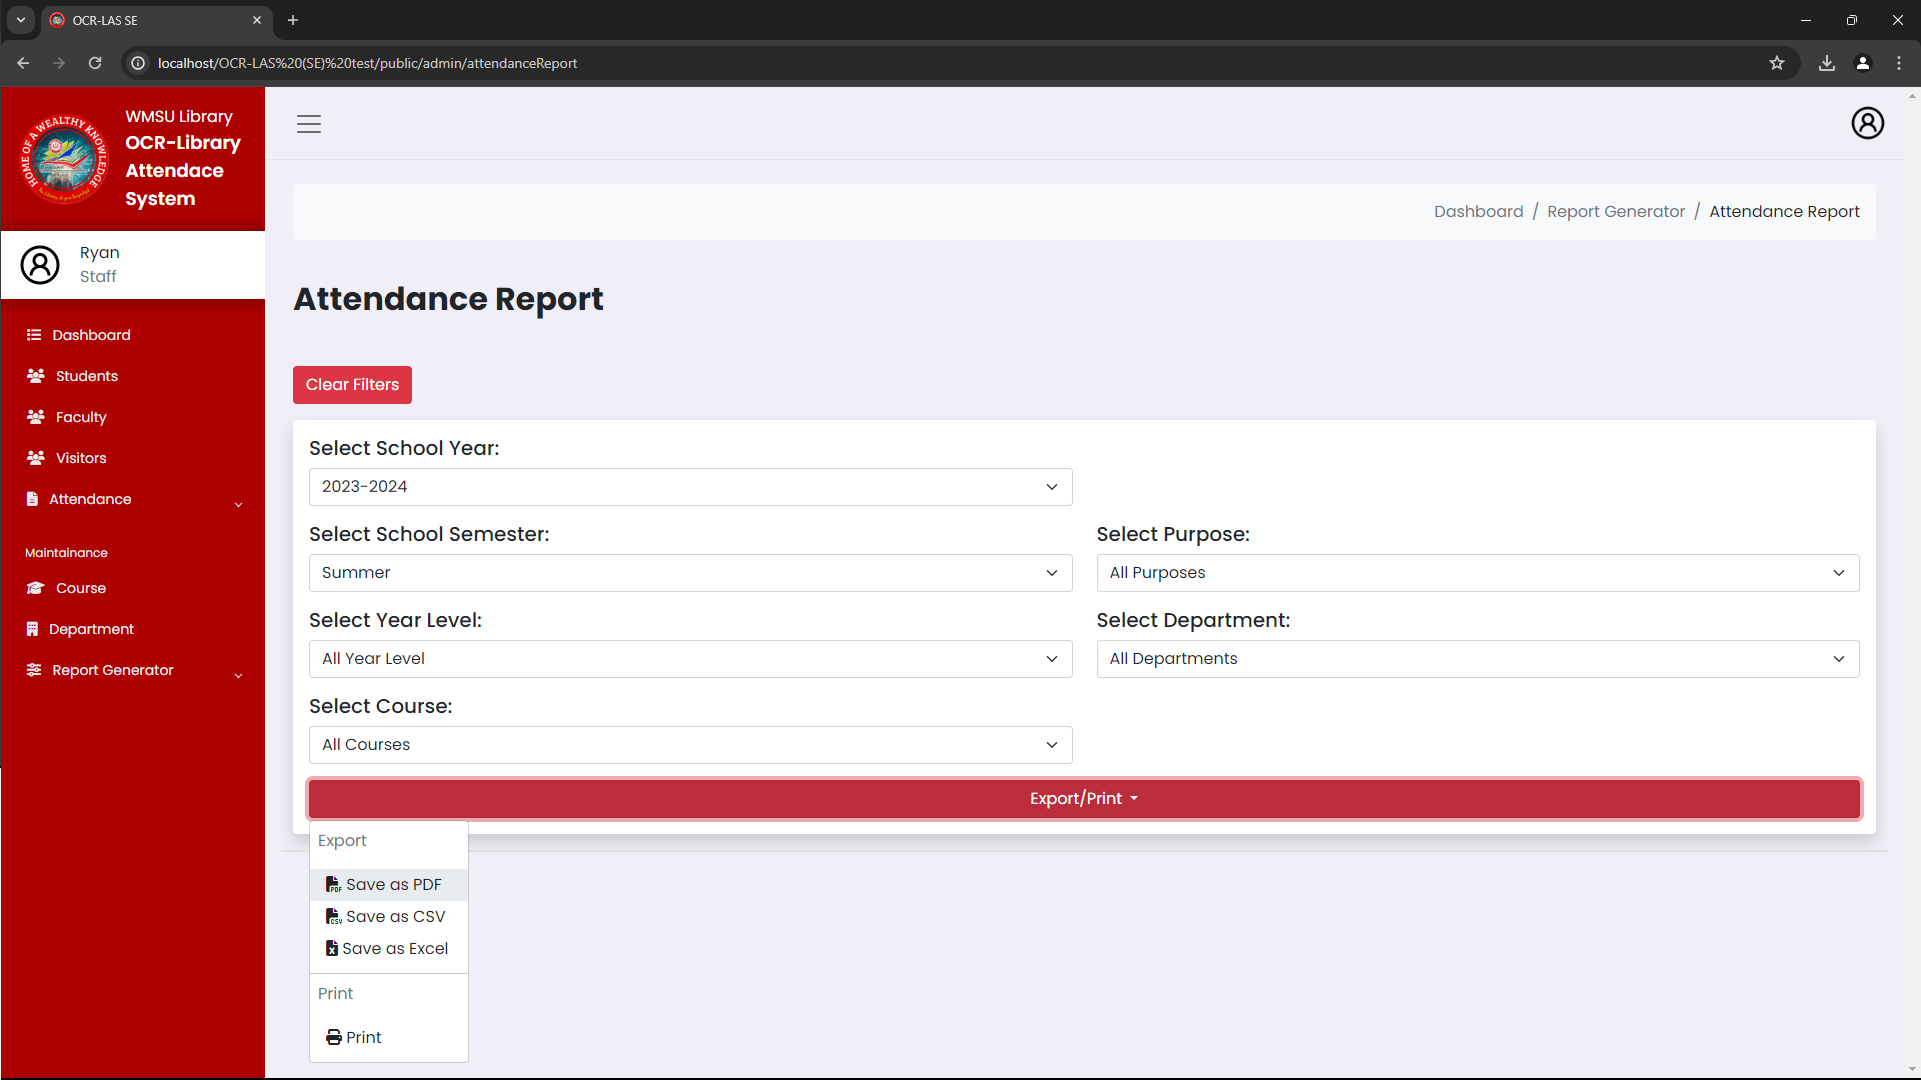 OCR-LAS SE
localhost/OCR-LAS%20(SE)%20test/public/admin/attendanceReport
HOME OF A WEALTHY KNOWLEDGE
WMSU Library
OCR-Library
Attendace
System
Ryan
Staff
Dashboard
Students
Faculty
Visitors
Attendance
Maintainance
Course
Department
Report Generator
Dashboard / Report Generator / Attendance Report
Attendance Report
Clear Filters
Select School Year:
2023-2024
Select School Semester:
Summer
Select Purpose:
All Purposes
Select Year Level:
All Year Level
Select Department:
All Departments
Select Course:
All Courses
Export/Print
Export
PDF Save as PDF
CSV Save as CSV
Save as Excel
Print
Print